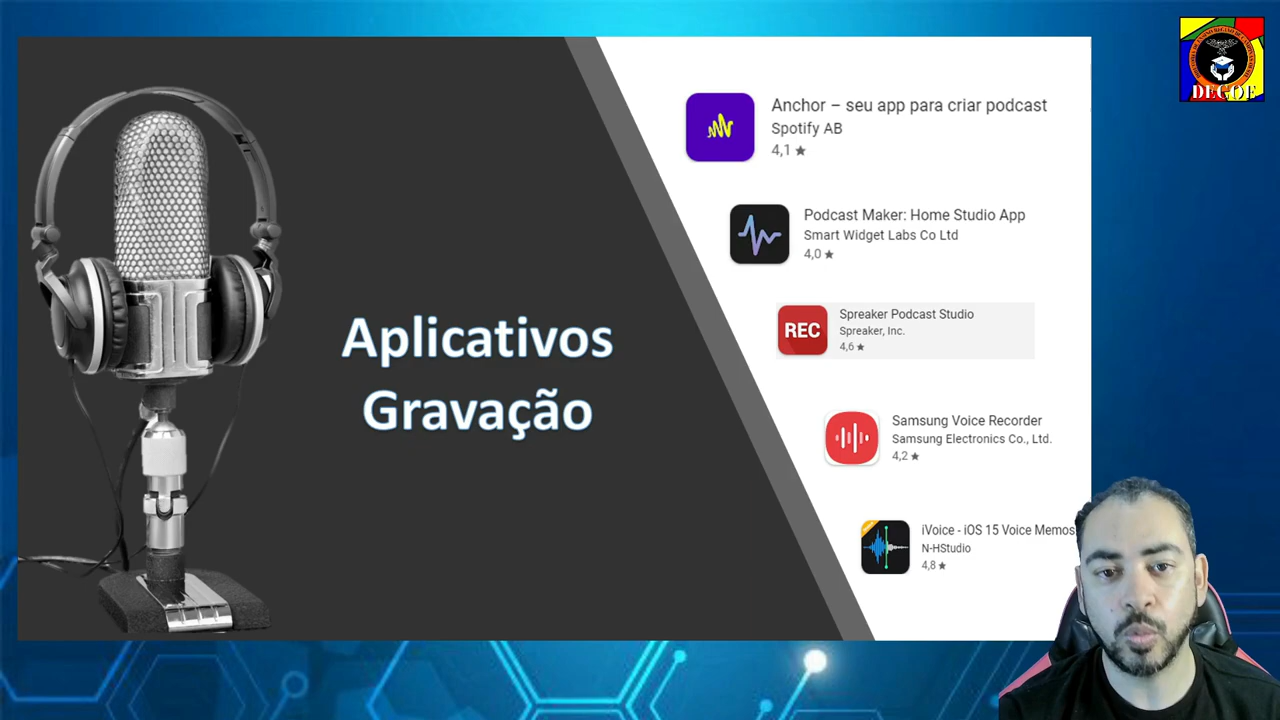 Aplicativos
Gravação
Anchor – seu app para criar podcast
Spotify AB
4,1 ★
Podcast Maker: Home Studio App
Smart Widget Labs Co Ltd
4,0 ★
REC
Spreaker Podcast Studio
Spreaker, Inc.
4,6 ★
Samsung Voice Recorder
Samsung Electronics Co., Ltd.
4,2 ★
iVoice - iOS 15 Voice Memos
N-HStudio
4,8 ★